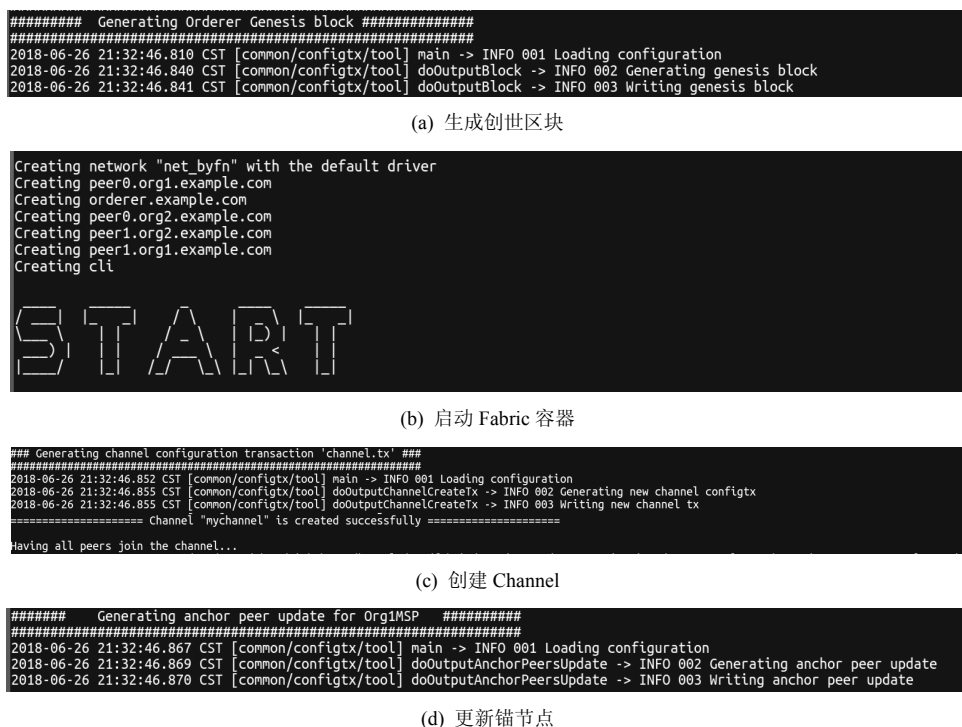 #########  Generating Orderer Genesis block ##############
##########################################################
2018-06-26 21:32:46.810 CST [common/configtx/tool] main -> INFO 001 Loading configuration
2018-06-26 21:32:46.840 CST [common/configtx/tool] doOutputBlock -> INFO 002 Generating genesis block
2018-06-26 21:32:46.841 CST [common/configtx/tool] doOutputBlock -> INFO 003 Writing genesis block
(a) 生成创世区块
Creating network "net_byfn" with the default driver
Creating peer0.org1.example.com
Creating orderer.example.com
Creating peer0.org2.example.com
Creating peer1.org2.example.com
Creating peer1.org1.example.com
Creating cli
START
(b) 启动 Fabric 容器
### Generating channel configuration transaction 'channel.tx' ###
#################################################################
2018-06-26 21:32:46.852 CST [common/configtx/tool] main -> INFO 001 Loading configuration
2018-06-26 21:32:46.855 CST [common/configtx/tool] doOutputChannelCreateTx -> INFO 002 Generating new channel configtx
2018-06-26 21:32:46.855 CST [common/configtx/tool] doOutputChannelCreateTx -> INFO 003 Writing new channel tx
===================== Channel "mychannel" is created successfully =====================
Having all peers join the channel...
(c) 创建 Channel
#######    Generating anchor peer update for Org1MSP   ##########
#################################################################
2018-06-26 21:32:46.867 CST [common/configtx/tool] main -> INFO 001 Loading configuration
2018-06-26 21:32:46.869 CST [common/configtx/tool] doOutputAnchorPeersUpdate -> INFO 002 Generating anchor peer update
2018-06-26 21:32:46.870 CST [common/configtx/tool] doOutputAnchorPeersUpdate -> INFO 003 Writing anchor peer update
(d) 更新锚节点